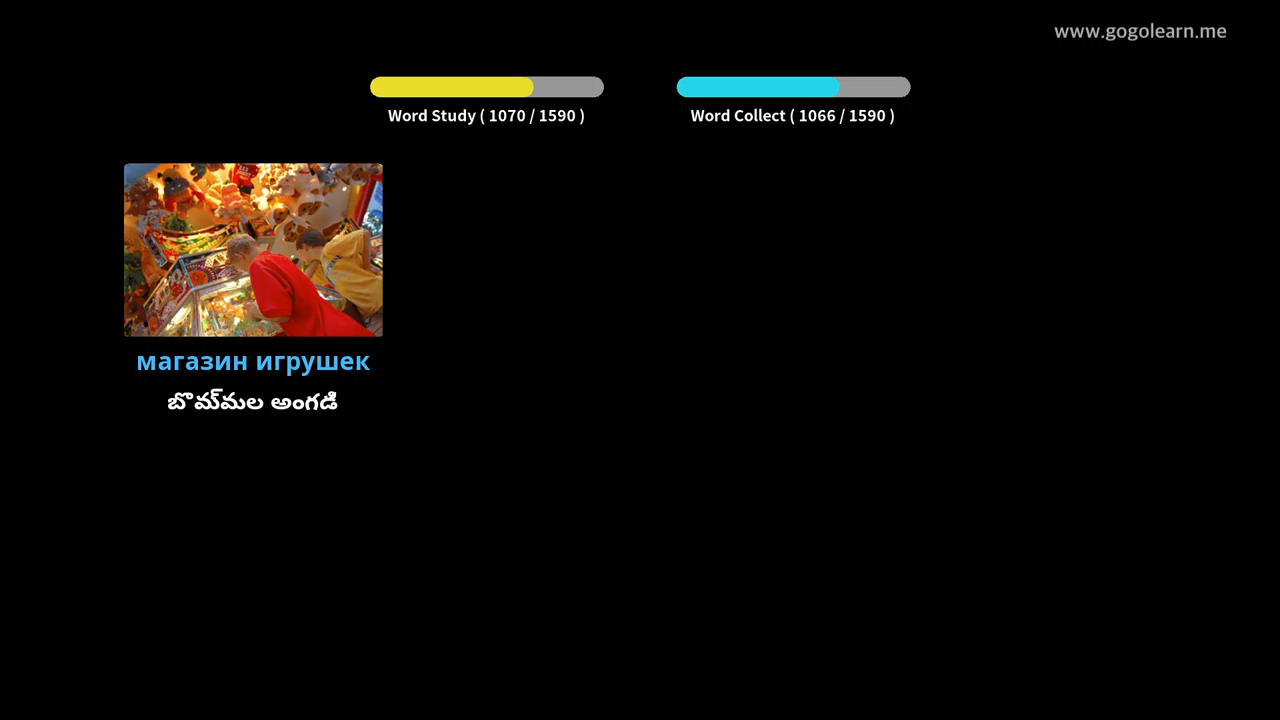 www.gogolearn.me
Word Study ( 1070 / 1590 )
Word Collect ( 1066 / 1590 )
магазин игрушек
బొమ్మల అంగడి